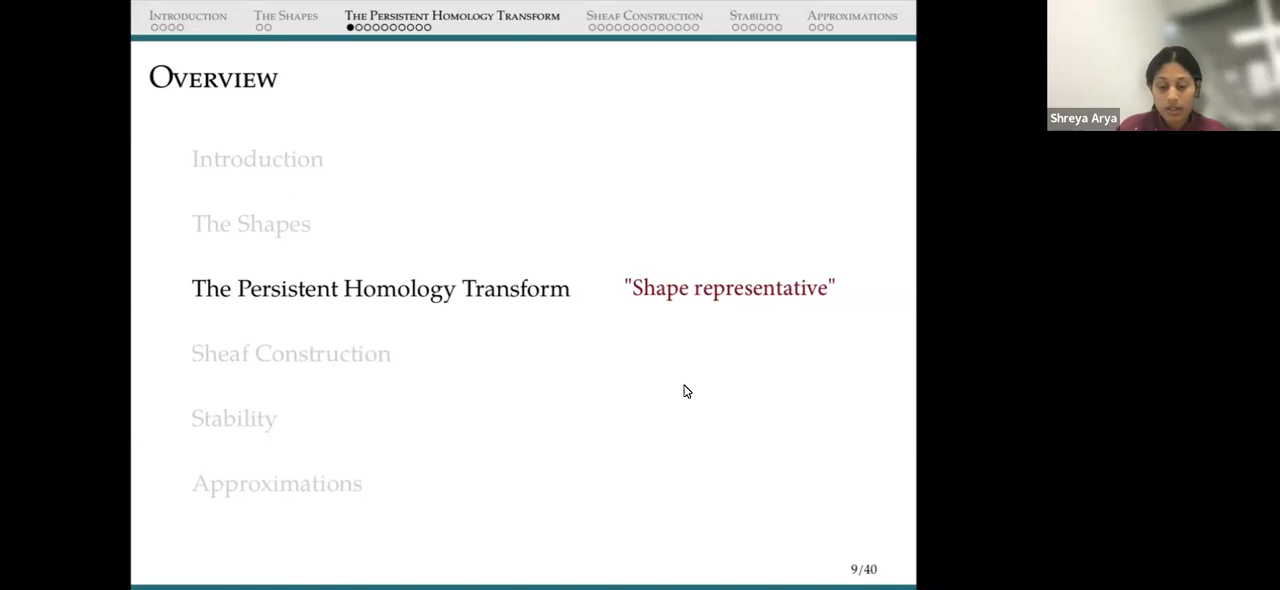 Introduction The Shapes The Persistent Homology Transform Sheaf Construction Stability Approximations
Overview
Introduction
The Shapes
The Persistent Homology Transform "Shape representative"
Sheaf Construction
Stability
Approximations
9/40
Shreya Arya